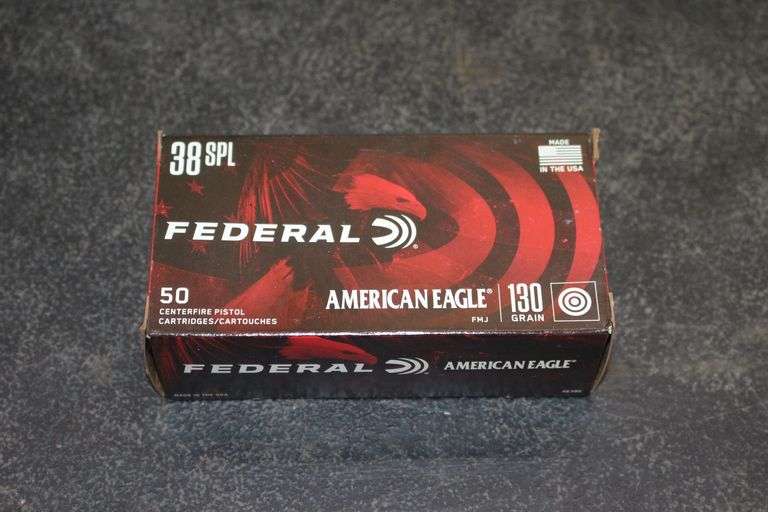 38 SPL
MADE
IN THE USA
FEDERAL®
50
CENTERFIRE PISTOL
CARTRIDGES/CARTOUCHES
AMERICAN EAGLE®
FMJ
130
GRAIN
FEDERAL AMERICAN EAGLE®
MADE IN THE USA